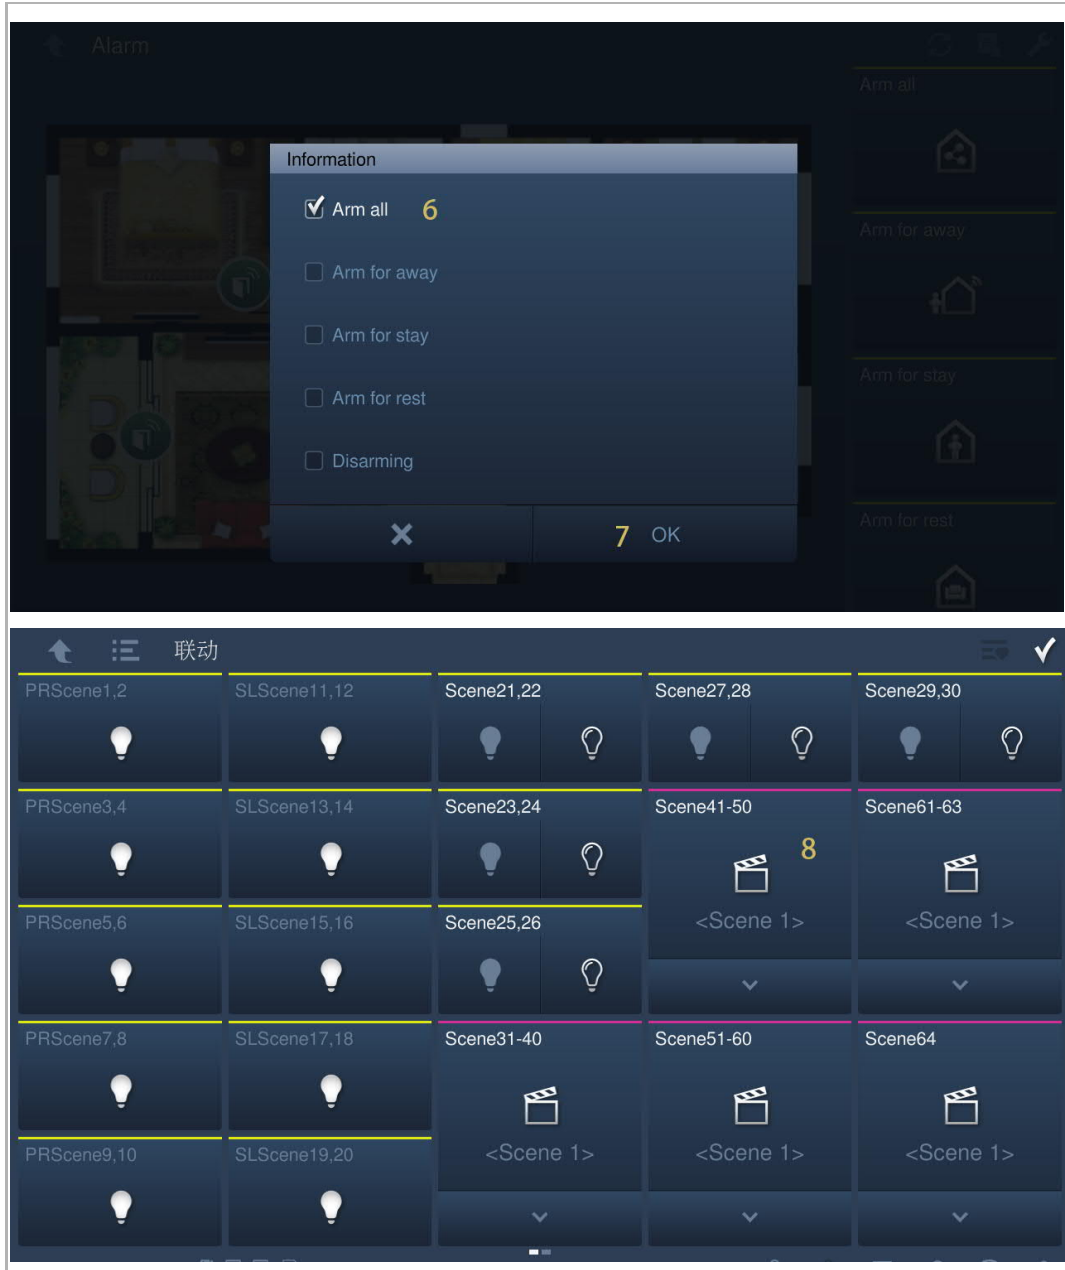 Alarm
Arm all
Information
Arm all 6
Arm for away
Arm for away
Arm for stay
Arm for stay
Arm for rest
Disarming
Arm for rest
7 OK
联动
PRScene1,2 SLScene11,12 Scene21,22 Scene27,28 Scene29,30
PRScene3,4 SLScene13,14 Scene23,24 Scene41-50 Scene61-63
8
PRScene5,6 SLScene15,16 Scene25,26 <Scene 1> <Scene 1>
PRScene7,8 SLScene17,18 Scene31-40 Scene51-60 Scene64
PRScene9,10 SLScene19,20 <Scene 1> <Scene 1> <Scene 1>